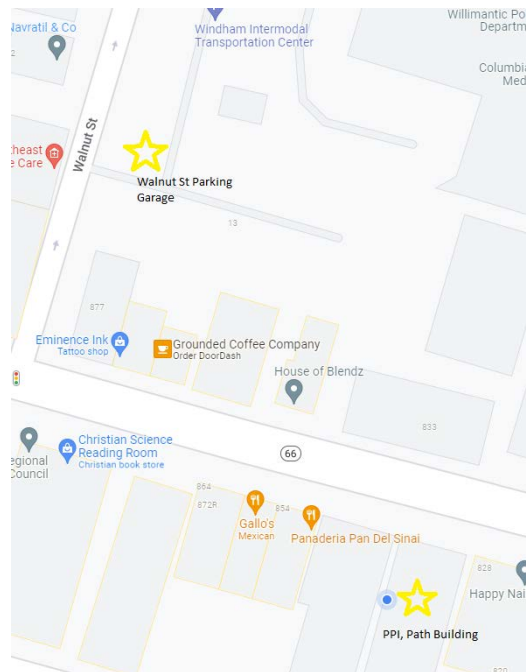 Navratil & Co
Windham Intermodal
Transportation Center
Willimantic Po
Departm
Columbia
Med
Walnut St
theast
e Care
Walnut St Parking
Garage
13
877
Eminence Ink
Tattoo shop
Grounded Coffee Company
Order DoorDash
House of Blendz
833
66
Christian Science
Reading Room
Christian book store
egional
Council
864
872R
Gallo's
Mexican
854
Panaderia Pan Del Sinai
828
Happy Nai
PPI, Path Building
820